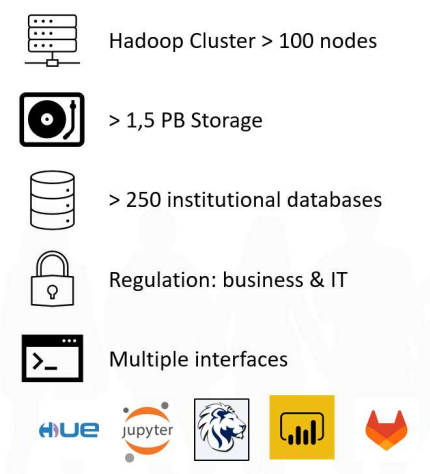 Hadoop Cluster > 100 nodes
> 1,5 PB Storage
> 250 institutional databases
Regulation: business & IT
>_
Multiple interfaces
HUE
jupyter